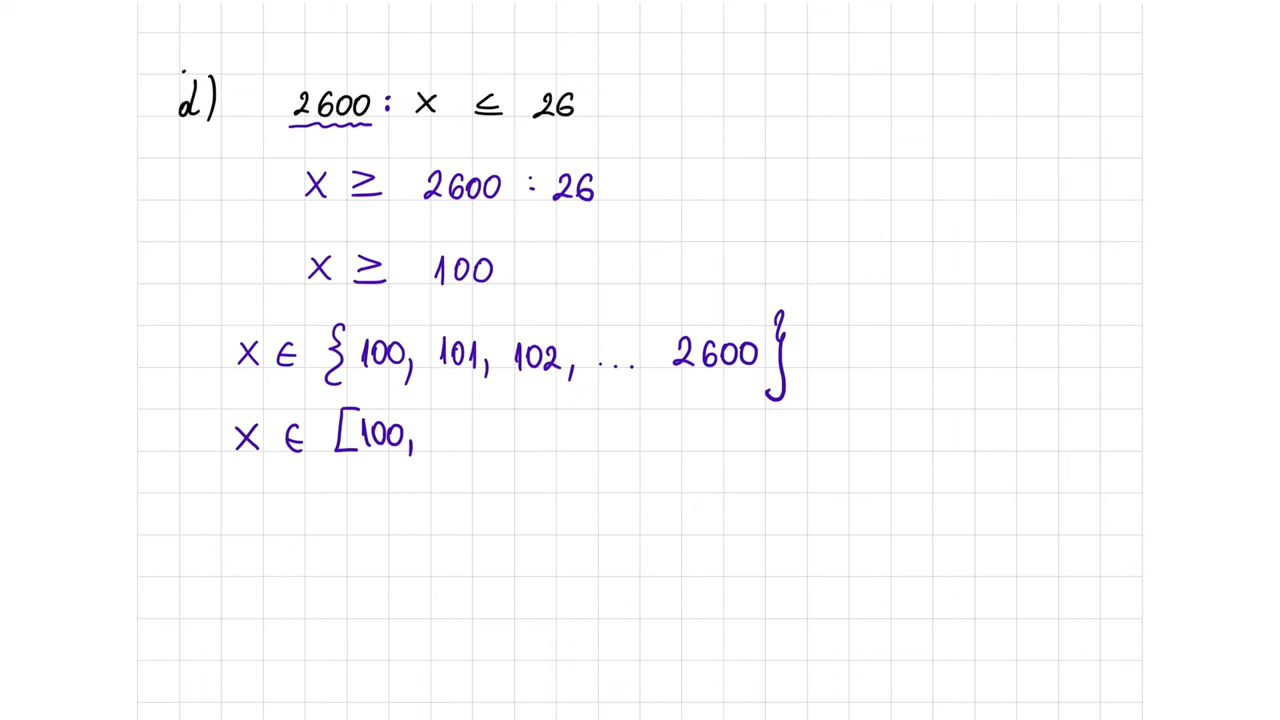 d) 2600 : x ≤ 26
x ≥ 2600 : 26
x ≥ 100
x ∈ {100, 101, 102, ... 2600}
x ∈ [100,